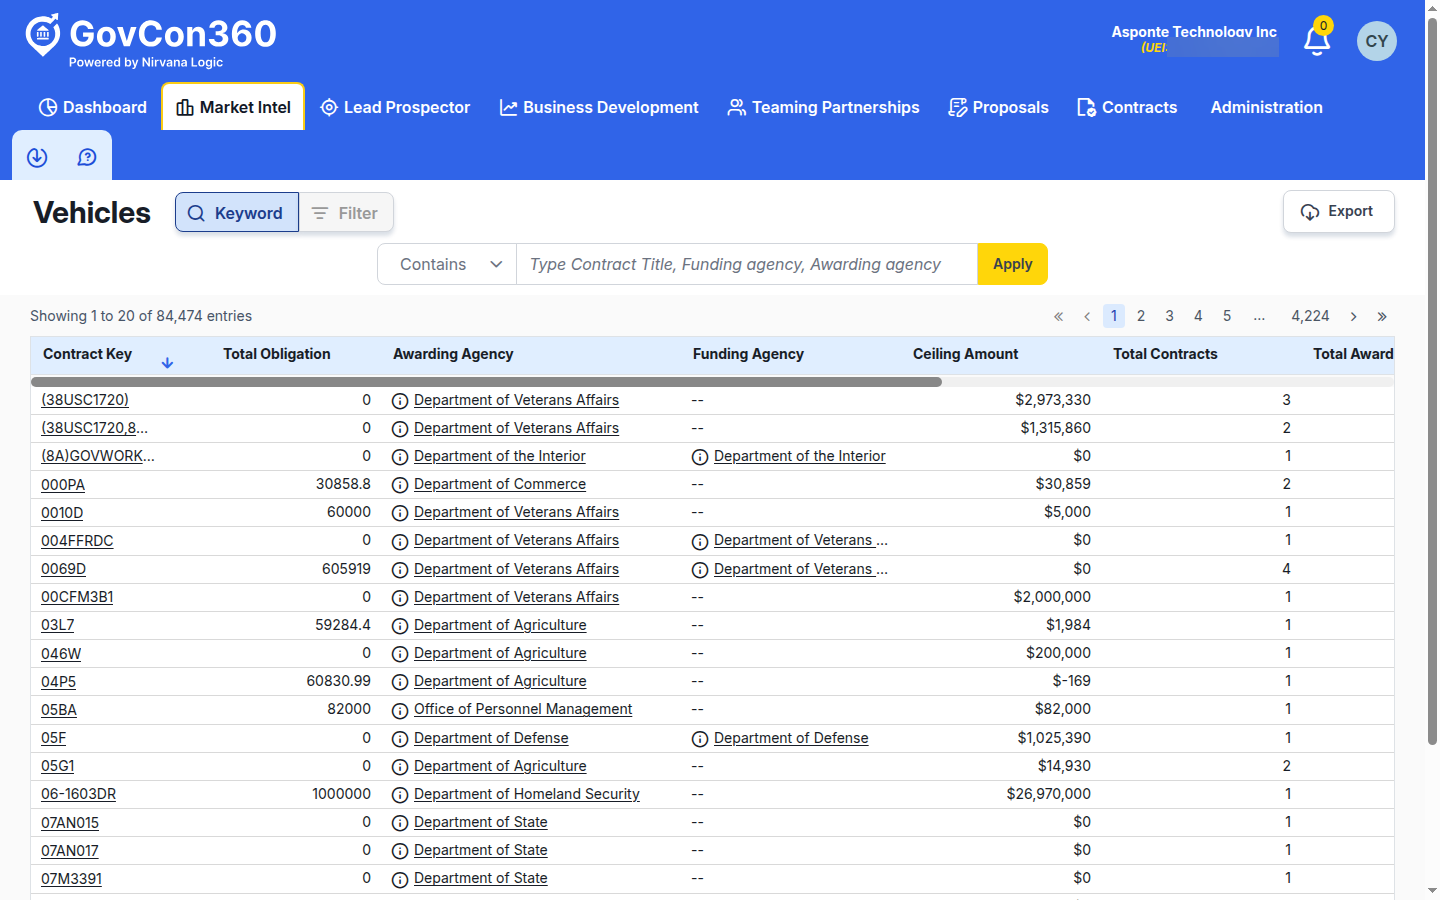 GovCon360
Powered by Nirvana Logic
Asponte Technology Inc
(UEI:
0
CY
Dashboard
Market Intel
Lead Prospector
Business Development
Teaming Partnerships
Proposals
Contracts
Administration
Vehicles
Keyword
Filter
Export
Contains
Type Contract Title, Funding agency, Awarding agency
Apply
Showing 1 to 20 of 84,474 entries
« ‹ 1 2 3 4 5 ... 4,224 › »
Contract Key Total Obligation Awarding Agency Funding Agency Ceiling Amount Total Contracts Total Award
(38USC1720) 0 Department of Veterans Affairs -- $2,973,330 3
(38USC1720,8... 0 Department of Veterans Affairs -- $1,315,860 2
(8A)GOVWORK... 0 Department of the Interior Department of the Interior $0 1
000PA 30858.8 Department of Commerce -- $30,859 2
0010D 60000 Department of Veterans Affairs -- $5,000 1
004FFRDC 0 Department of Veterans Affairs Department of Veterans ... $0 1
0069D 605919 Department of Veterans Affairs Department of Veterans ... $0 4
00CFM3B1 0 Department of Veterans Affairs -- $2,000,000 1
03L7 59284.4 Department of Agriculture -- $1,984 1
046W 0 Department of Agriculture -- $200,000 1
04P5 60830.99 Department of Agriculture -- $-169 1
05BA 82000 Office of Personnel Management -- $82,000 1
05F 0 Department of Defense Department of Defense $1,025,390 1
05G1 0 Department of Agriculture -- $14,930 2
06-1603DR 1000000 Department of Homeland Security -- $26,970,000 1
07AN015 0 Department of State -- $0 1
07AN017 0 Department of State -- $0 1
07M3391 0 Department of State -- $0 1